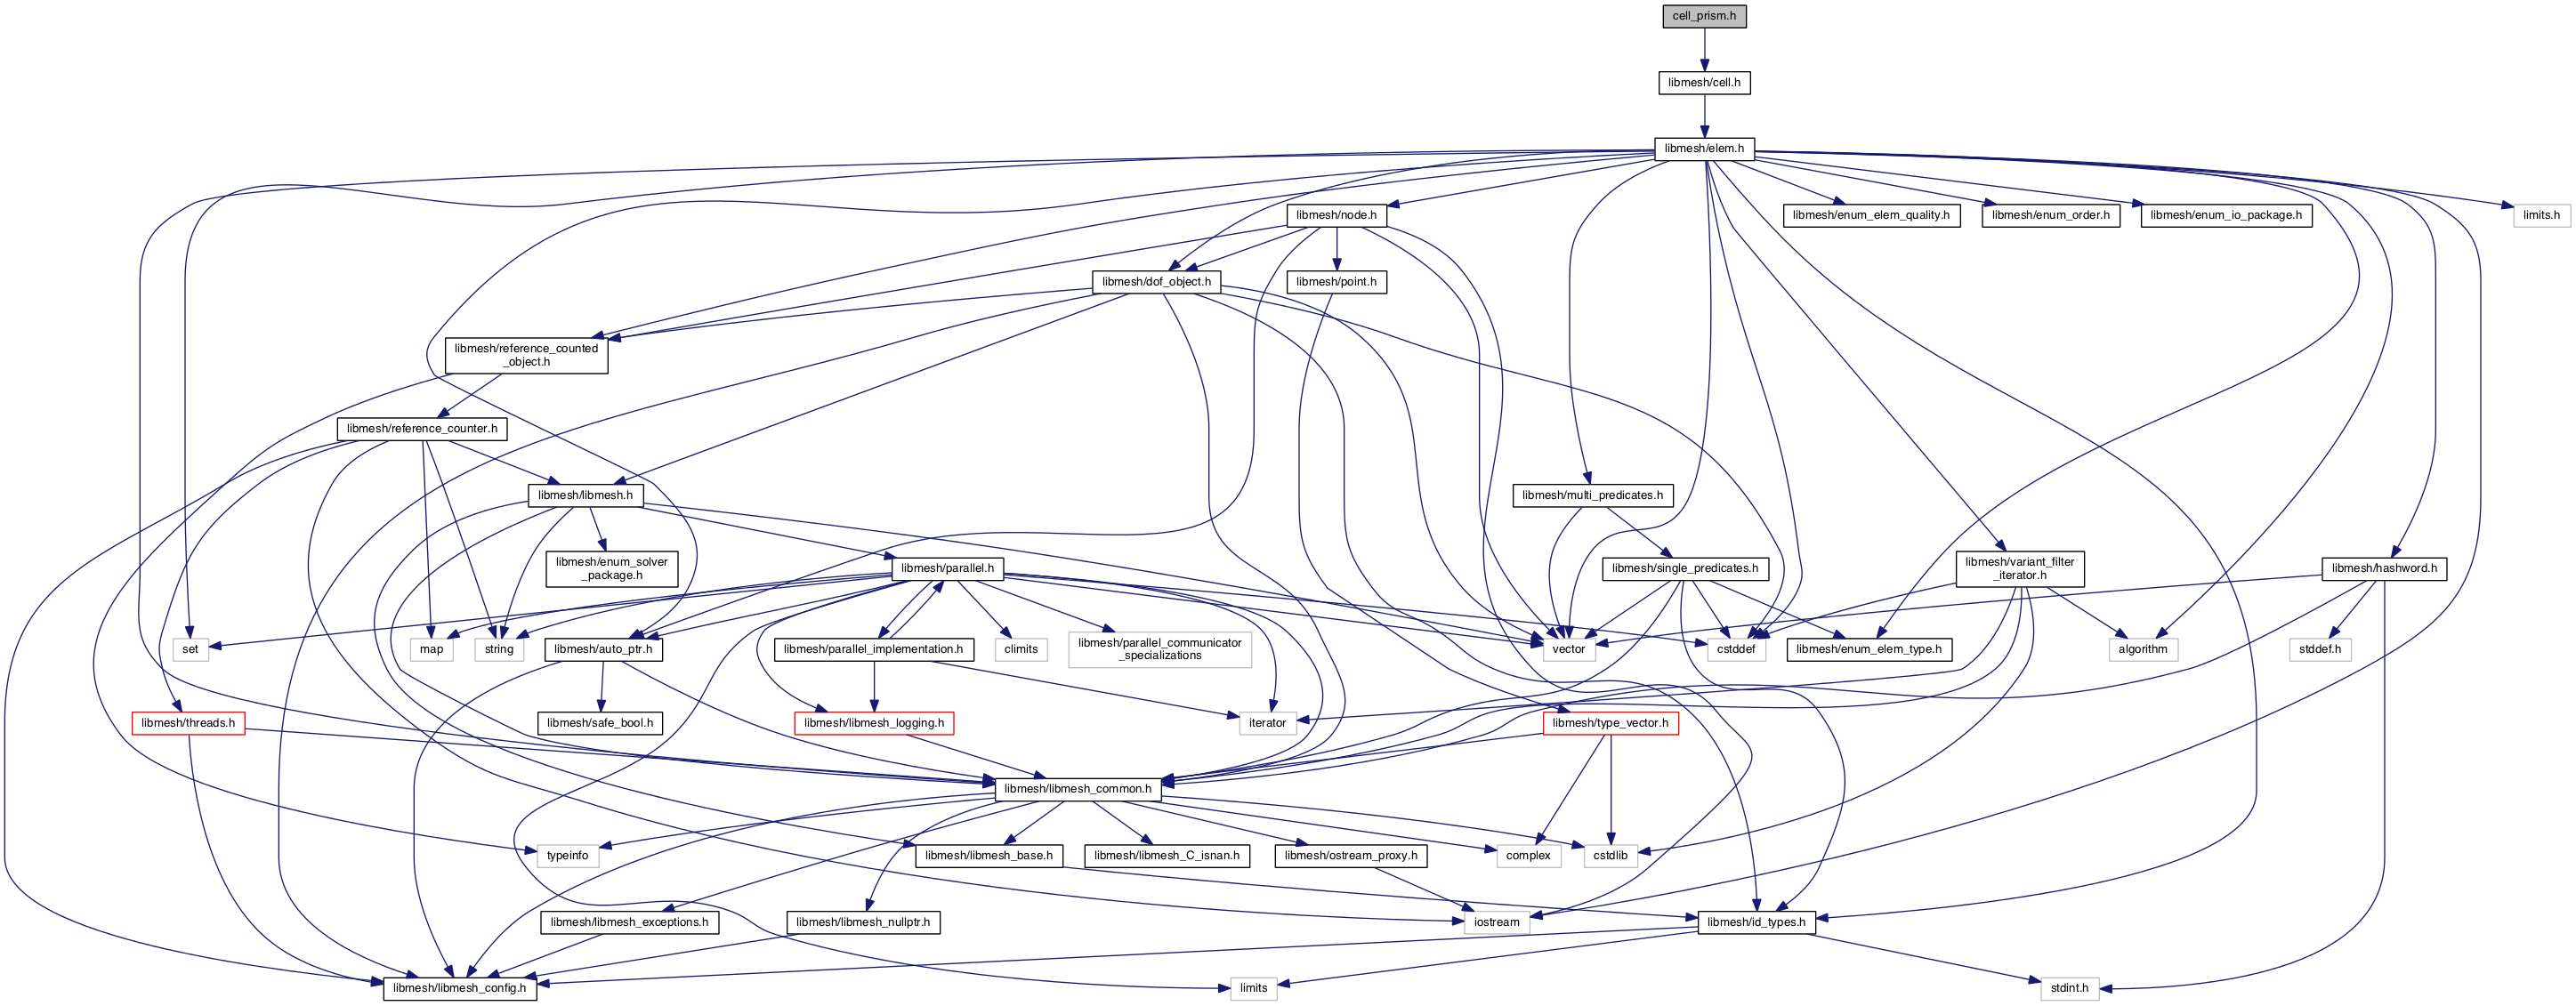 cell_prism.h
libmesh/cell.h
libmesh/elem.h
libmesh/node.h
libmesh/enum_elem_quality.h
libmesh/enum_order.h
libmesh/enum_io_package.h
limits.h
libmesh/dof_object.h
libmesh/point.h
libmesh/reference_counted
_object.h
libmesh/reference_counter.h
libmesh/libmesh.h
libmesh/multi_predicates.h
libmesh/enum_solver
_package.h
libmesh/parallel.h
libmesh/single_predicates.h
libmesh/variant_filter
_iterator.h
libmesh/hashword.h
set
map
string
libmesh/auto_ptr.h
libmesh/parallel_implementation.h
climits
libmesh/parallel_communicator
_specializations
vector
cstddef
libmesh/enum_elem_type.h
algorithm
stddef.h
libmesh/threads.h
libmesh/safe_bool.h
libmesh/libmesh_logging.h
iterator
libmesh/type_vector.h
libmesh/libmesh_common.h
typeinfo
libmesh/libmesh_base.h
libmesh/libmesh_C_isnan.h
libmesh/ostream_proxy.h
complex
cstdlib
libmesh/libmesh_exceptions.h
libmesh/libmesh_nullptr.h
iostream
libmesh/id_types.h
libmesh/libmesh_config.h
limits
stdint.h